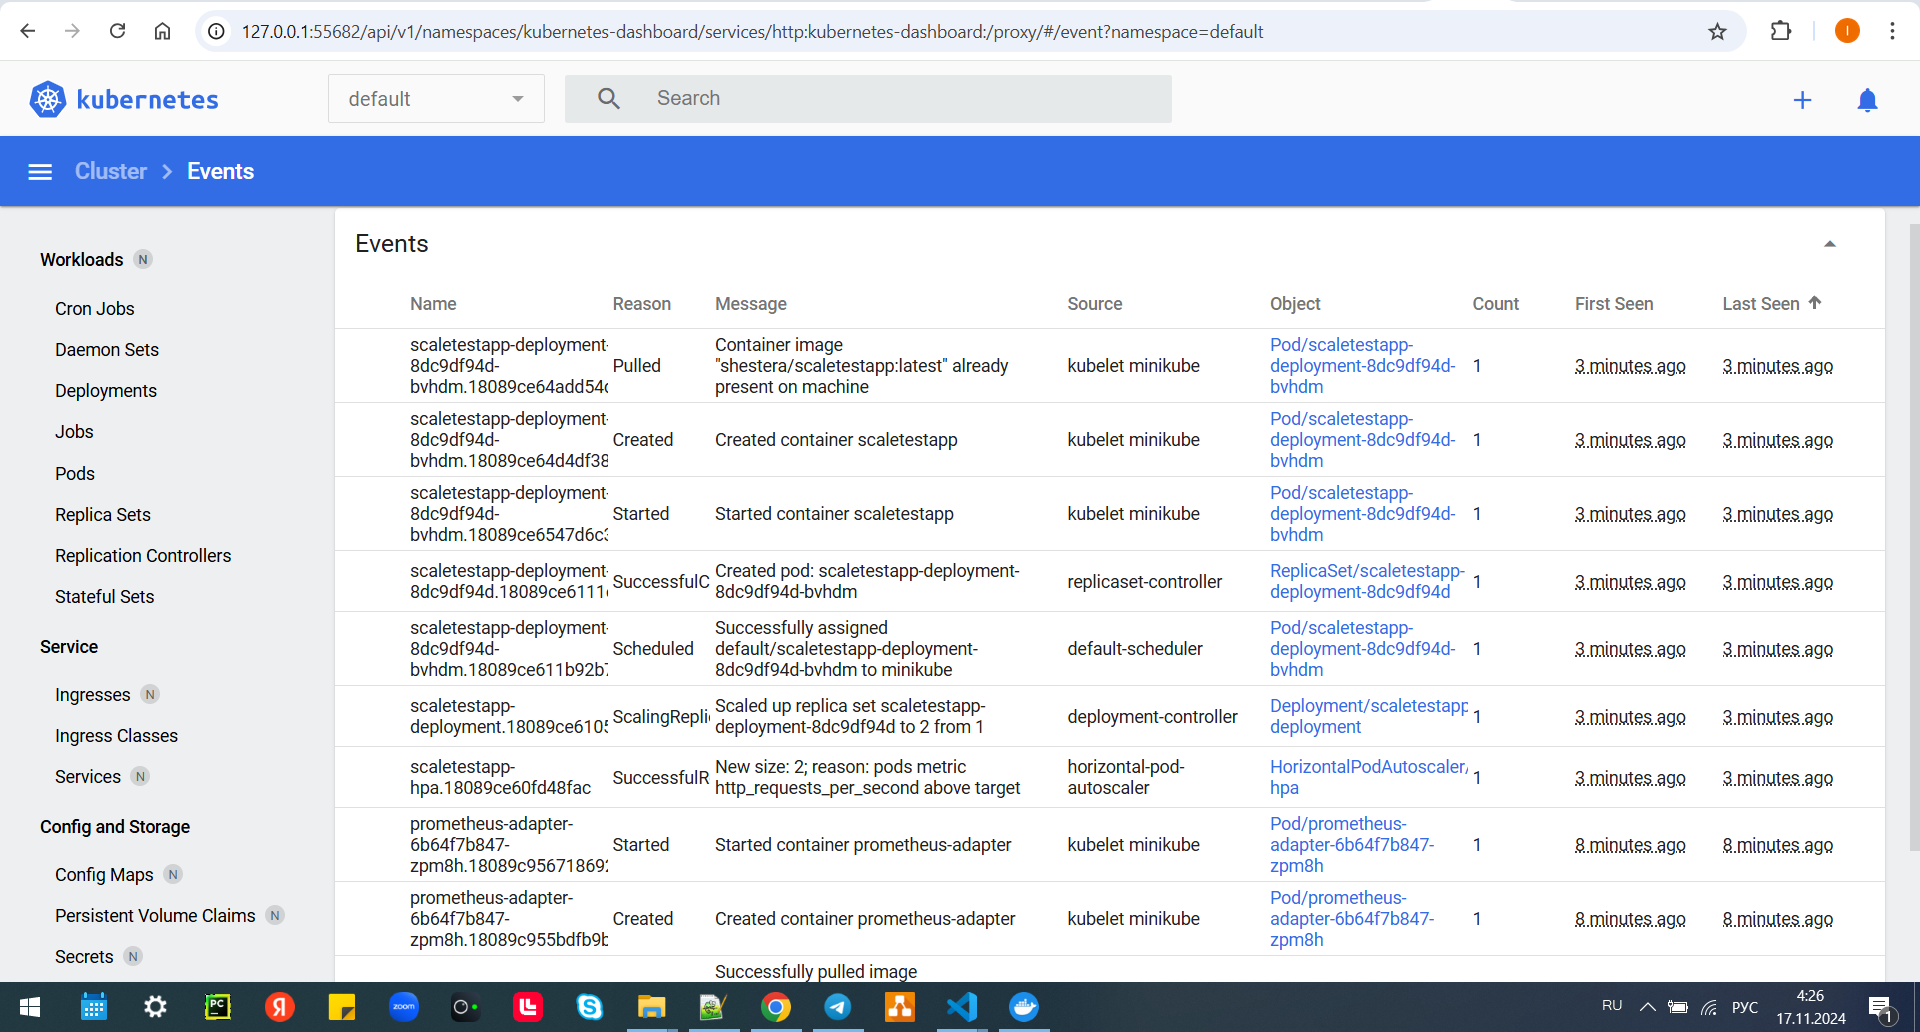 127.0.0.1:55682/api/v1/namespaces/kubernetes-dashboard/services/http:kubernetes-dashboard:/proxy/#/event?namespace=default
I
kubernetes
default
Search
Cluster
Events
Workloads N
Cron Jobs
Daemon Sets
Deployments
Jobs
Pods
Replica Sets
Replication Controllers
Stateful Sets
Service
Ingresses N
Ingress Classes
Services N
Config and Storage
Config Maps N
Persistent Volume Claims N
Secrets N
Events
Name Reason Message Source Object Count First Seen Last Seen
scaletestapp-deployment-
8dc9df94d-
bvhdm.18089ce64add54c
Pulled
Container image
"shestera/scaletestapp:latest" already
present on machine
kubelet minikube
Pod/scaletestapp-
deployment-8dc9df94d-
bvhdm
1
3 minutes ago
3 minutes ago
scaletestapp-deployment-
8dc9df94d-
bvhdm.18089ce64d4df38
Created
Created container scaletestapp
kubelet minikube
Pod/scaletestapp-
deployment-8dc9df94d-
bvhdm
1
3 minutes ago
3 minutes ago
scaletestapp-deployment-
8dc9df94d-
bvhdm.18089ce6547d6c3
Started
Started container scaletestapp
kubelet minikube
Pod/scaletestapp-
deployment-8dc9df94d-
bvhdm
1
3 minutes ago
3 minutes ago
scaletestapp-deployment-
8dc9df94d.18089ce6111
SuccessfulC
Created pod: scaletestapp-deployment-
8dc9df94d-bvhdm
replicaset-controller
ReplicaSet/scaletestapp-
deployment-8dc9df94d
1
3 minutes ago
3 minutes ago
scaletestapp-deployment-
8dc9df94d-
bvhdm.18089ce611b92b7
Scheduled
Successfully assigned
default/scaletestapp-deployment-
8dc9df94d-bvhdm to minikube
default-scheduler
Pod/scaletestapp-
deployment-8dc9df94d-
bvhdm
1
3 minutes ago
3 minutes ago
scaletestapp-
deployment.18089ce6105
ScalingRepli
Scaled up replica set scaletestapp-
deployment-8dc9df94d to 2 from 1
deployment-controller
Deployment/scaletestapp
deployment
1
3 minutes ago
3 minutes ago
scaletestapp-
hpa.18089ce60fd48fac
SuccessfulR
New size: 2; reason: pods metric
http_requests_per_second above target
horizontal-pod-
autoscaler
HorizontalPodAutoscaler/
hpa
1
3 minutes ago
3 minutes ago
prometheus-adapter-
6b64f7b847-
zpm8h.18089c956718692
Started
Started container prometheus-adapter
kubelet minikube
Pod/prometheus-
adapter-6b64f7b847-
zpm8h
1
8 minutes ago
8 minutes ago
prometheus-adapter-
6b64f7b847-
zpm8h.18089c955bdfb9b
Created
Created container prometheus-adapter
kubelet minikube
Pod/prometheus-
adapter-6b64f7b847-
zpm8h
1
8 minutes ago
8 minutes ago
Successfully pulled image
PC
Я
zoom
RU
РУС
4:26
17.11.2024
1